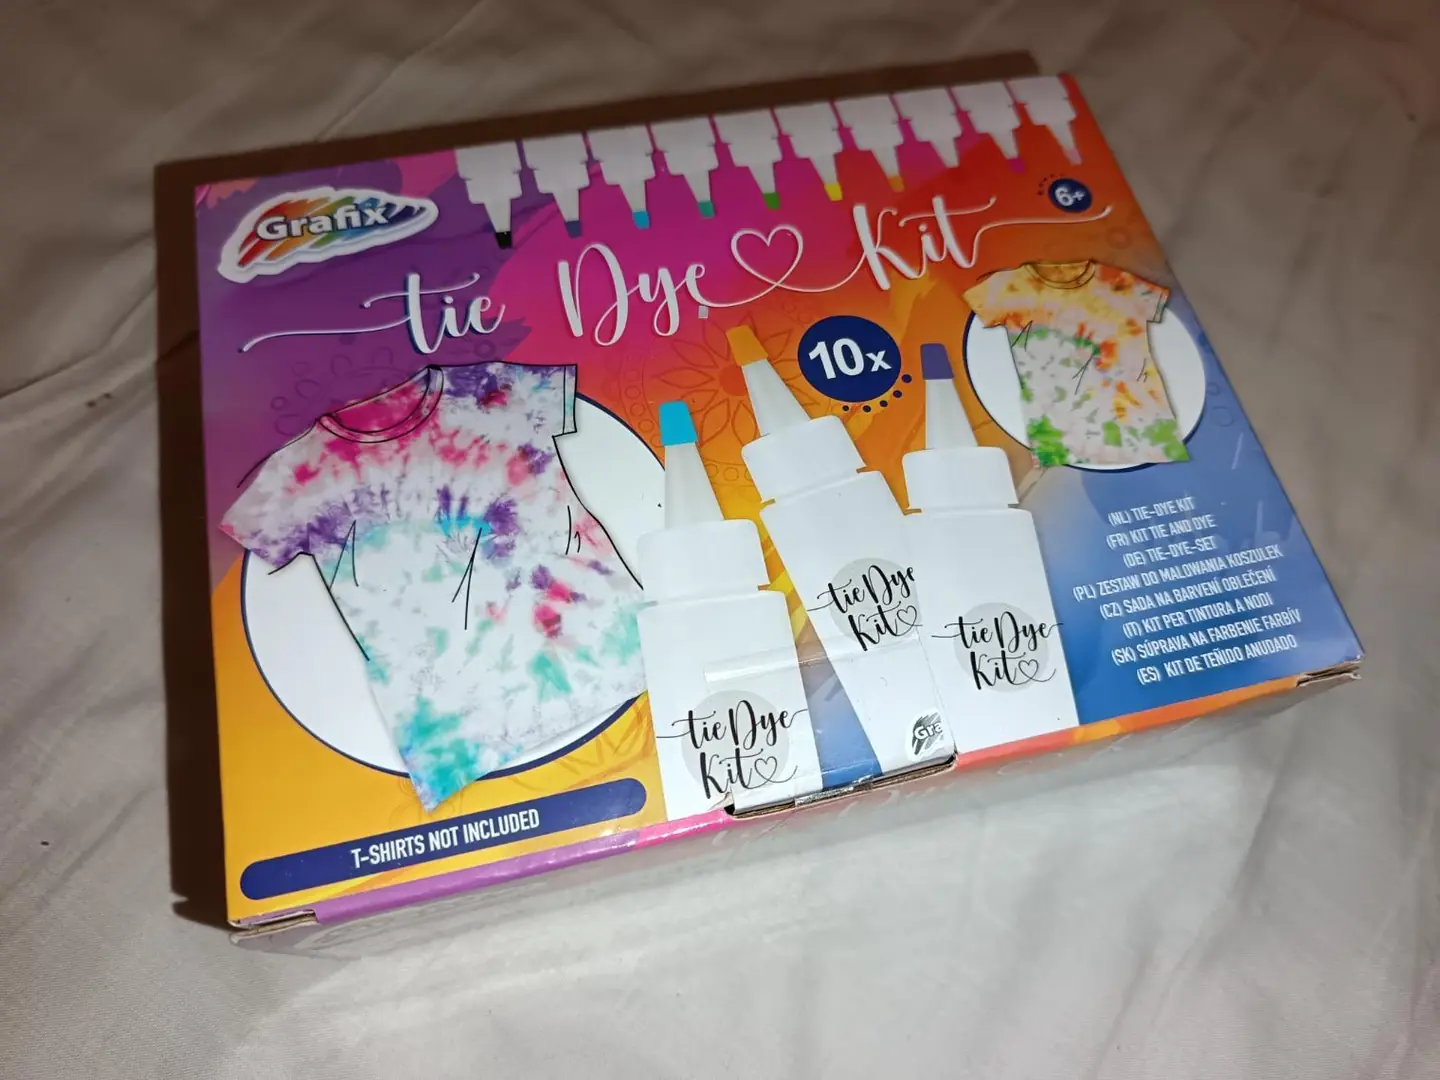 Grafix
tie Dye Kit
6+
10x
tie Dye
Kit
tie Dye
Kit
tie Dye
Kit
(NL) TIE-DYE KIT
(FR) KIT TIE AND DYE
(DE) TIE-DYE-SET
(PL) ZESTAW DO MALOWANIA KOSZULEK
(CZ) SADA NA BARVENÍ OBLEČENÍ
(IT) KIT PER TINTURA A NODI
(SK) SÚPRAVA NA FARBENIE FARBÍV
(ES) KIT DE TEÑIDO ANUDADO
Gra
T-SHIRTS NOT INCLUDED